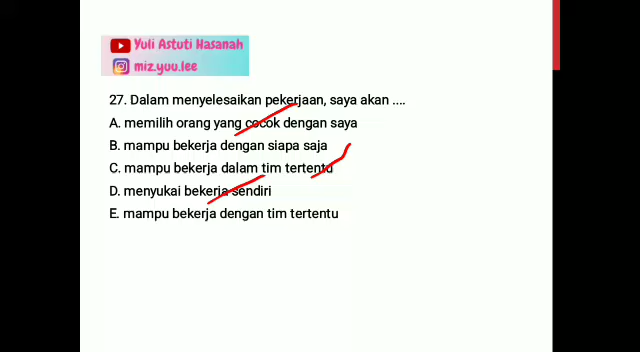 Yuli Astuti Hasanah
miz.yuu.lee
27. Dalam menyelesaikan pekerjaan, saya akan ....
A. memilih orang yang cocok dengan saya
B. mampu bekerja dengan siapa saja
C. mampu bekerja dalam tim tertentu
D. menyukai bekerja sendiri
E. mampu bekerja dengan tim tertentu